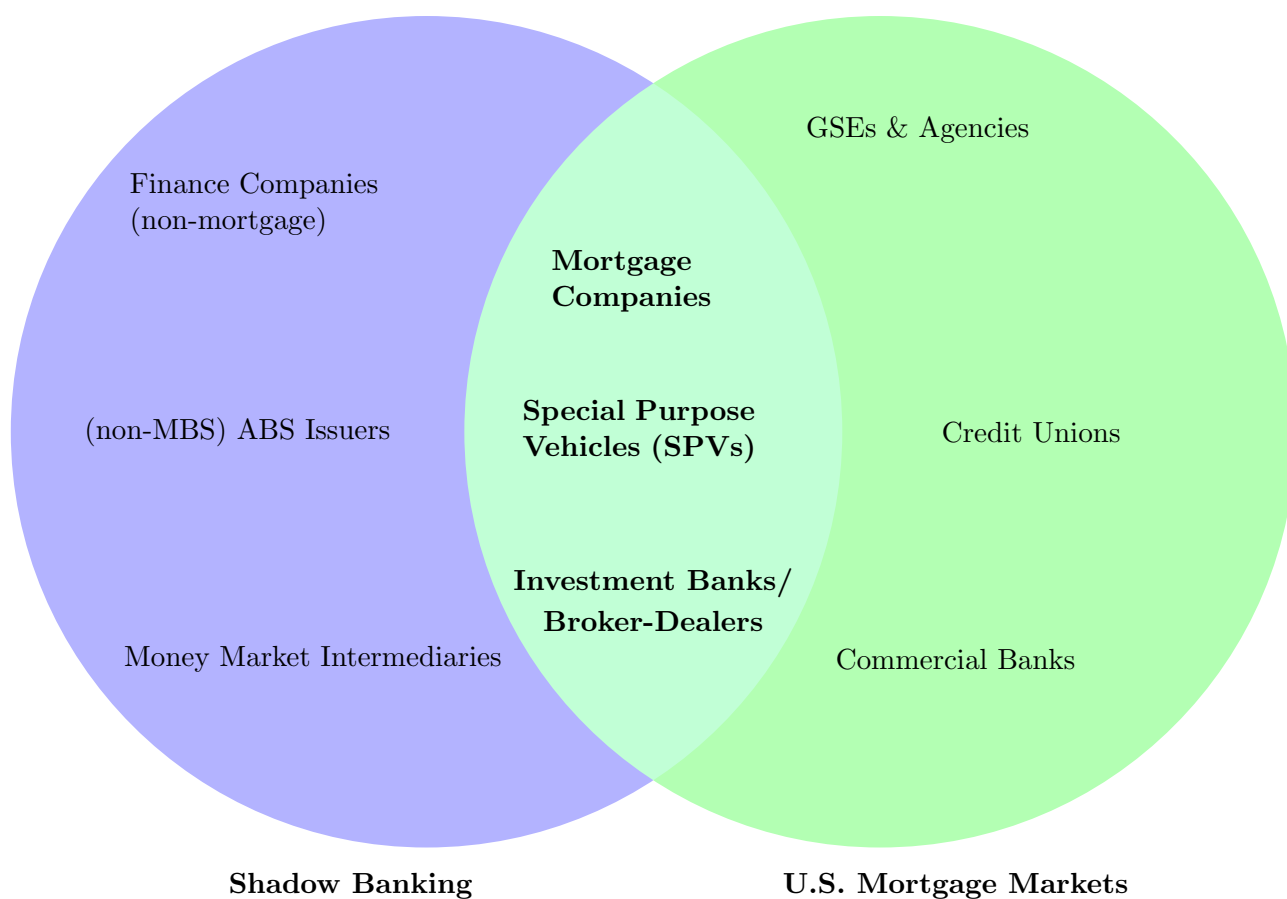 GSEs & Agencies
Finance Companies
(non-mortgage)
Mortgage
Companies
Special Purpose
Vehicles (SPVs)
(non-MBS) ABS Issuers
Credit Unions
Investment Banks/
Broker-Dealers
Money Market Intermediaries
Commercial Banks
Shadow Banking
U.S. Mortgage Markets